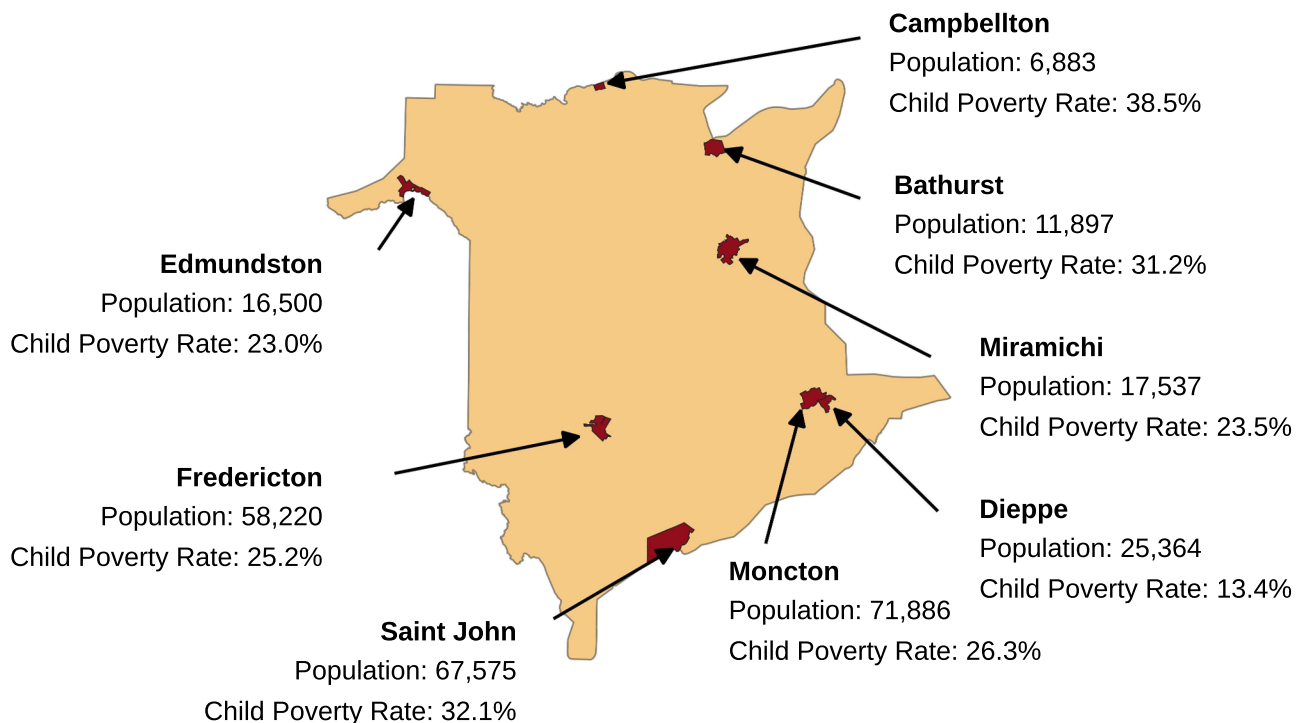 Campbellton
Population: 6,883
Child Poverty Rate: 38.5%
Bathurst
Population: 11,897
Child Poverty Rate: 31.2%
Edmundston
Population: 16,500
Child Poverty Rate: 23.0%
Miramichi
Population: 17,537
Child Poverty Rate: 23.5%
Fredericton
Population: 58,220
Child Poverty Rate: 25.2%
Dieppe
Population: 25,364
Child Poverty Rate: 13.4%
Moncton
Population: 71,886
Child Poverty Rate: 26.3%
Saint John
Population: 67,575
Child Poverty Rate: 32.1%